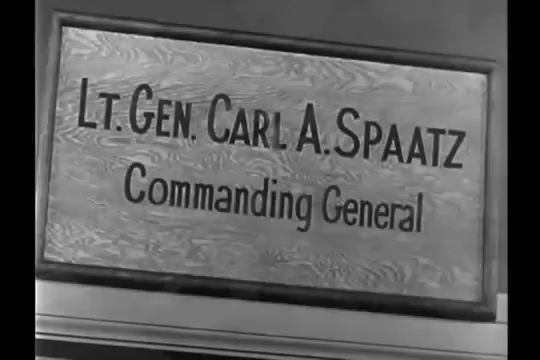 Lt. Gen. Carl A. Spaatz
Commanding General